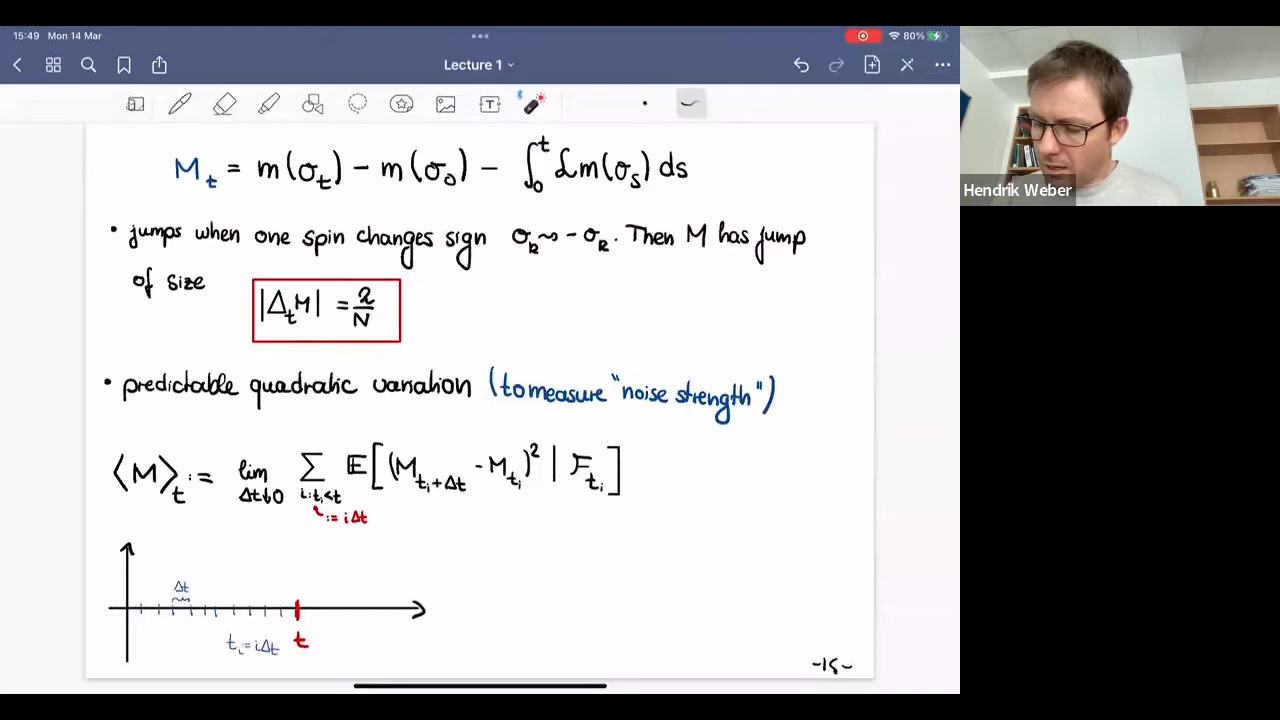 15:49 Mon 14 Mar
80%
Lecture 1
T
M_t = m(σ_t) - m(σ_0) - ∫_0^t ℒm(σ_s) ds
• jumps when one spin changes sign σ_k ⇝ -σ_k. Then M has jump
of size |Δ_t M| = 2/N
• predictable quadratic variation (to measure "noise strength")
⟨M⟩_t := lim_{Δt↓0} Σ_{i:t_i<t} E[(M_{t_i+Δt} - M_{t_i})² | F_{t_i}]
:= iΔt
Δt
t_i = iΔt t
-15-
Hendrik Weber